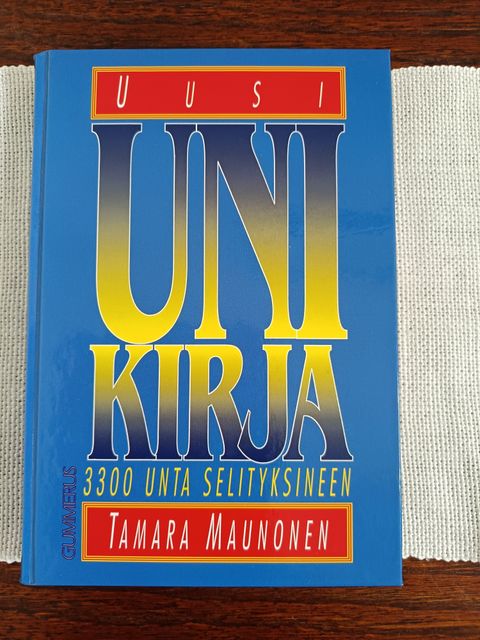 UUSI
UNI
KIRJA
3300 UNTA SELITYKSINEEN
TAMARA MAUNONEN
GUMMERUS